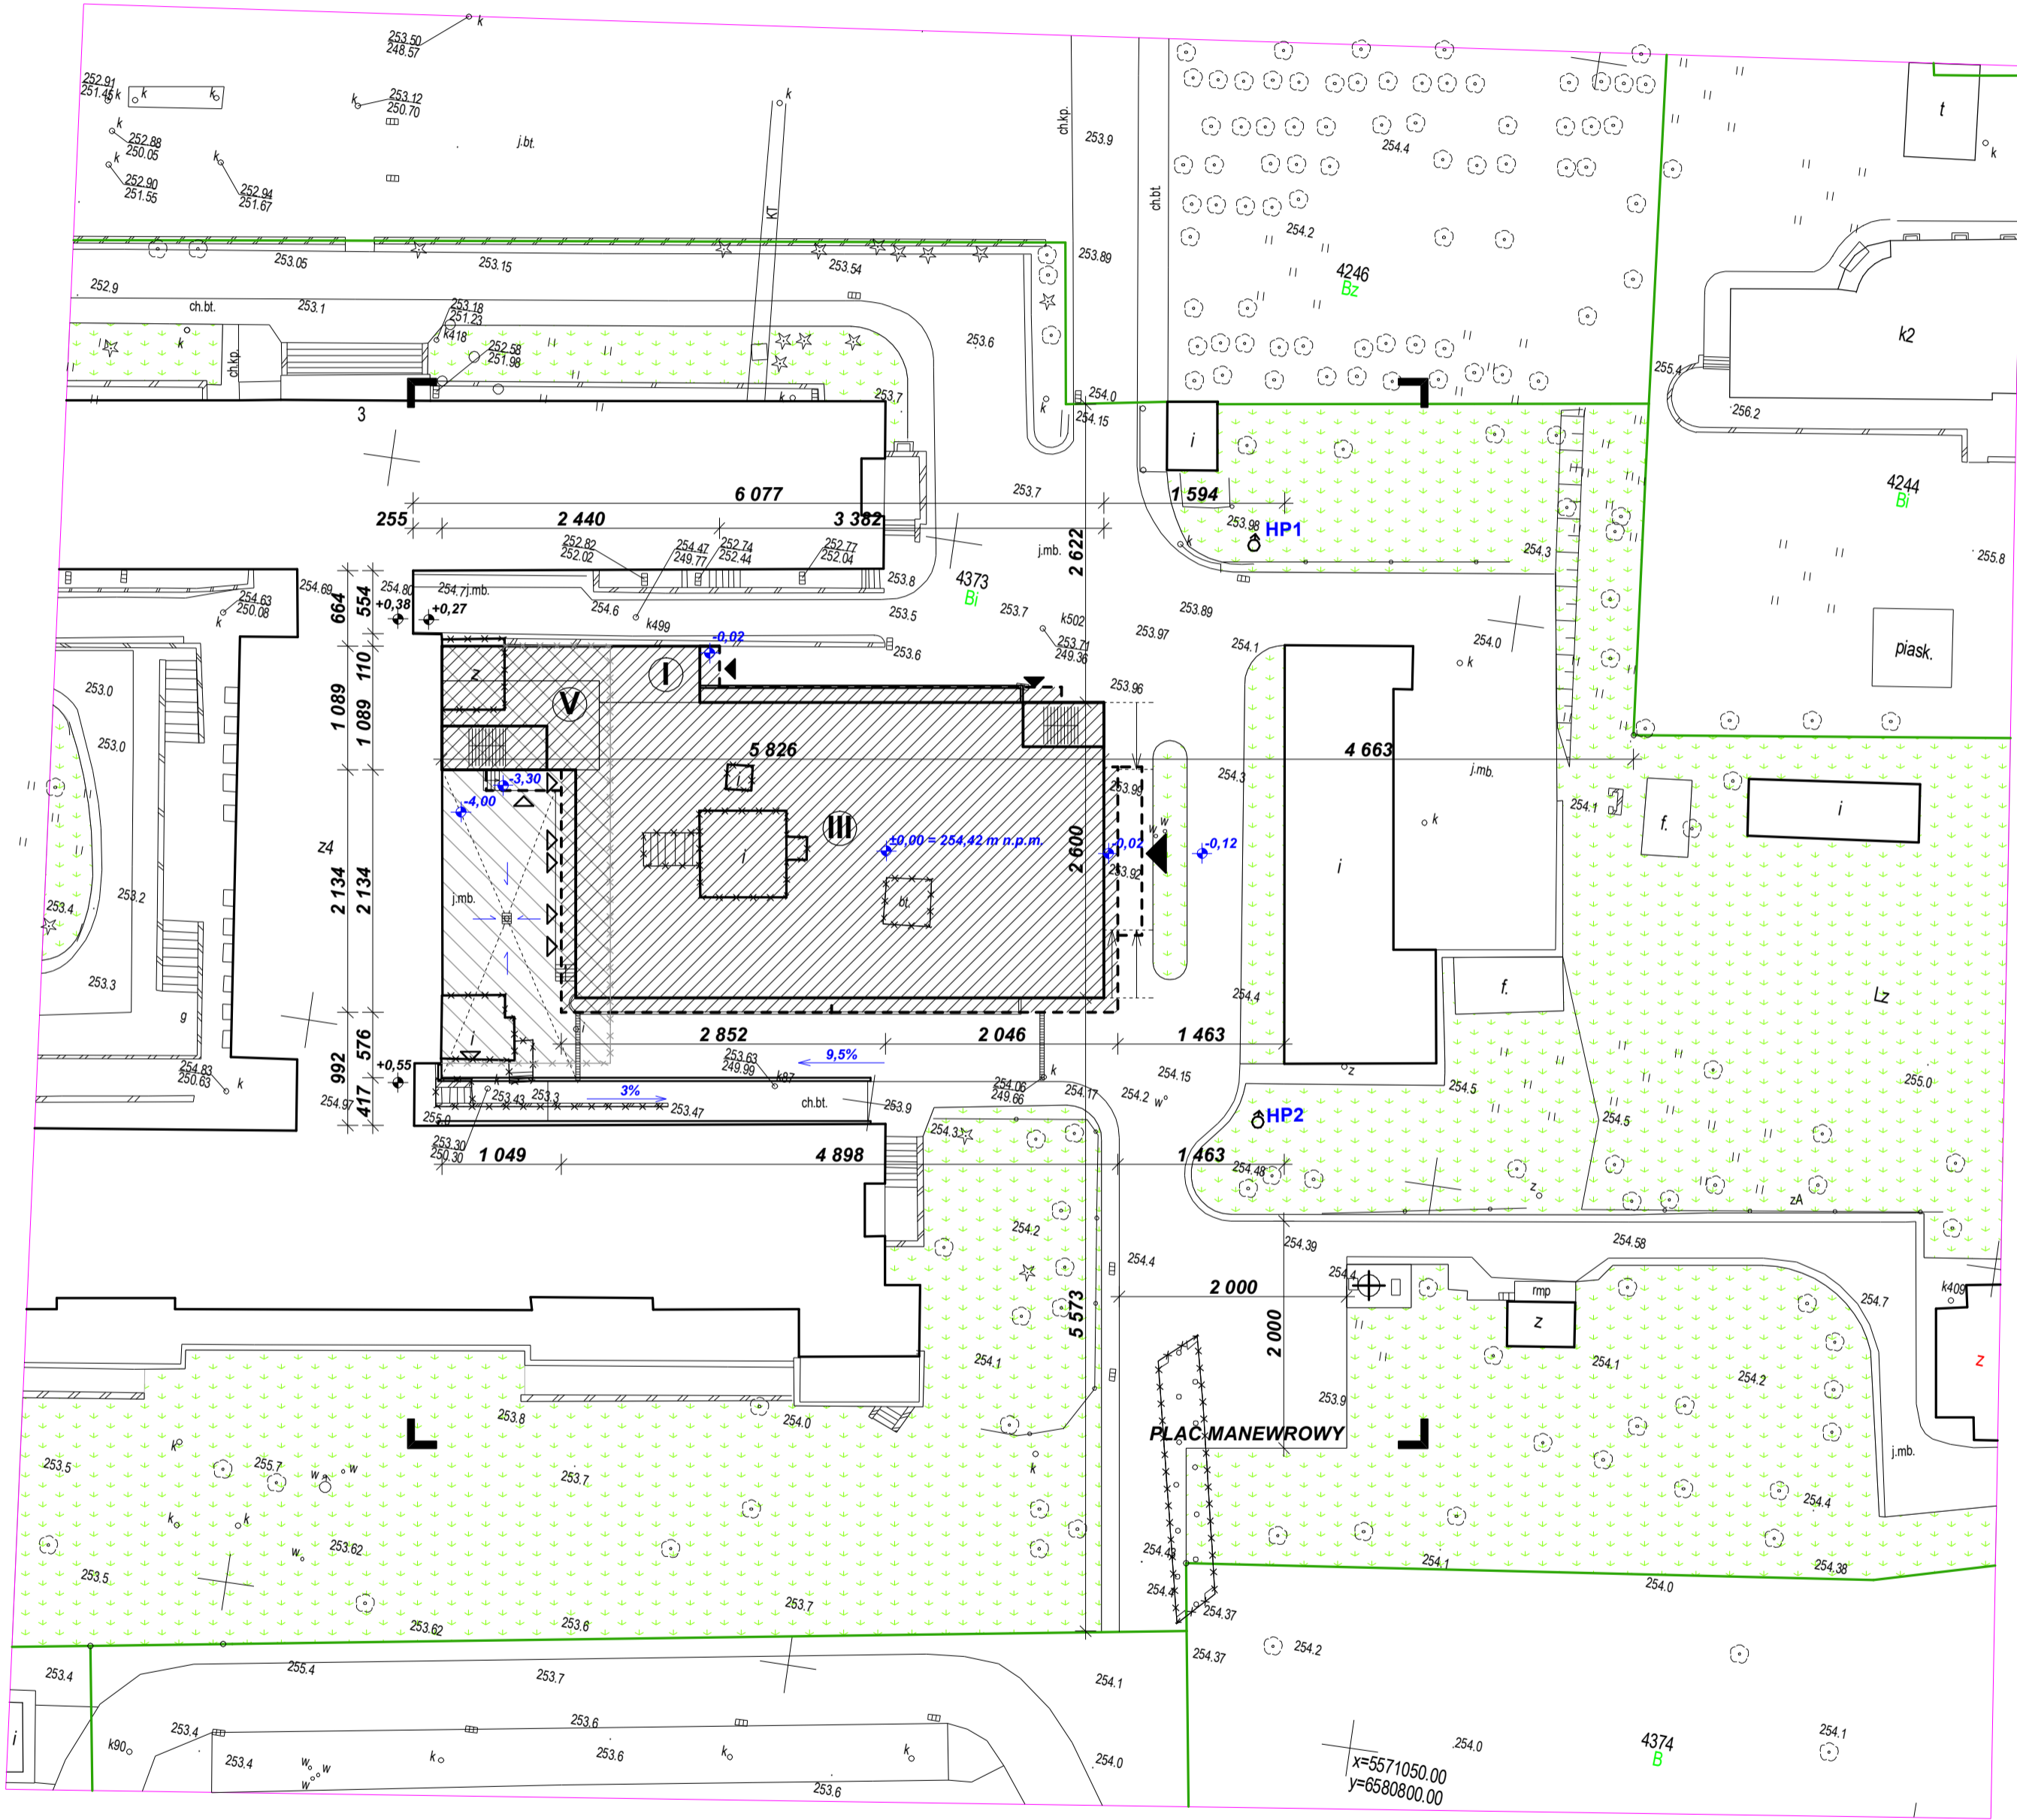 253.50
248.57
k
252.91
251.45
k
k
k
253.12
250.70
k
k
252.88
250.05
k
252.90
251.55
k
252.94
251.67
j.bt.
KT
ch.kp.
253.9
ch.bt.
254.4
t
k
253.05
253.15
253.54
253.89
254.2
4246
Bz
252.9
ch.bt.
253.1
253.18
251.23
k418
252.58
251.98
k
ch.kp.
253.6
k2
255.4
256.2
3
k
253.7
k
254.0
254.15
i
4244
Bi
6 077
1 594
253.7
255
2 440
3 382
2 622
253.98
HP1
k
254.3
255.8
252.82
252.02
254.47
249.77
252.74
252.44
252.77
252.04
j.mb.
253.8
4373
Bi
254.69
254.80
254.7
j.mb.
254.63
250.08
k
664
554
+0,38
+0,27
254.6
k499
253.5
253.7
k502
253.71
249.36
253.89
253.97
254.1
254.0
k
piask.
-0,02
253.6
253.0
1 089
110
1 089
z
I
V
253.96
253.0
5 826
4 663
j.mb.
254.3
253.99
254.1
-3,30
-4,00
i
III
f.
i
k
z4
2 134
2 134
j.mb.
i
±0,00 = 254,42 m n.p.m.
2 600
-0,02
253.92
w
w
-0,12
i
bt.
253.4
253.2
253.3
g
254.4
f.
Lz
992
576
417
i
2 852
2 046
1 463
+0,55
254.83
250.63
k
254.97
9,5%
253.63
249.99
k87
3%
k
253.43
253.3
253.47
ch.bt.
253.9
254.06
249.66
k
254.17
254.2
w
254.15
z
254.5
254.5
255.0
HP2
255.0
253.30
250.30
1 049
4 898
1 463
254.3
254.48
z
zA
254.2
254.4
254.39
254.58
254.4
2 000
2 000
5 573
rmp
z
254.7
k409
z
254.1
254.1
254.2
253.9
PLAC MANEWROWY
253.8
254.0
253.5
k
255.7
w
w
253.7
k
j.mb.
254.4
k
k
w
253.62
253.5
254.43
254.4
254.37
254.1
254.38
254.0
253.7
253.62
253.6
253.4
255.4
253.7
254.1
254.37
254.2
i
k90
253.4
253.4
253.6
253.6
253.6
w
w
w
k
k
k
254.0
x=5571050.00
y=6580800.00
254.0
4374
B
254.1